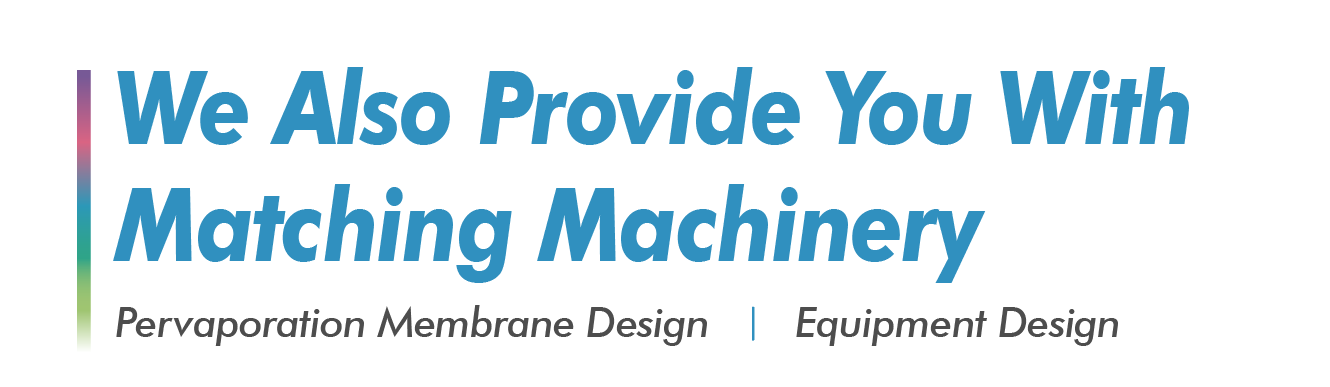 We Also Provide You With
Matching Machinery
Pervaporation Membrane Design | Equipment Design